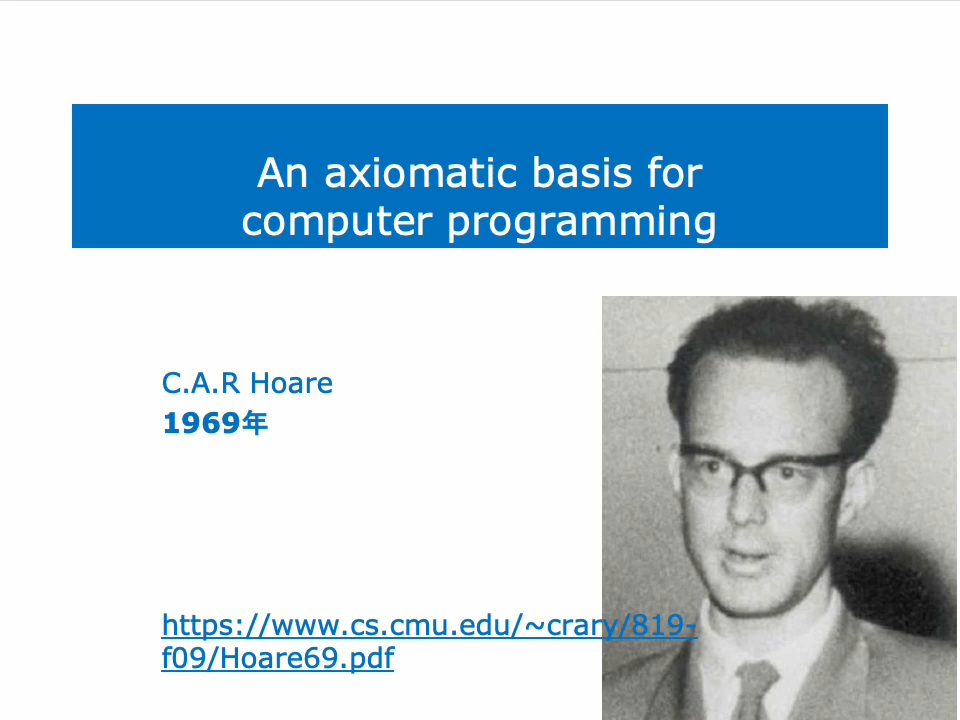 An axiomatic basis for
computer programming
C.A.R Hoare
1969年
https://www.cs.cmu.edu/~crary/819-
f09/Hoare69.pdf